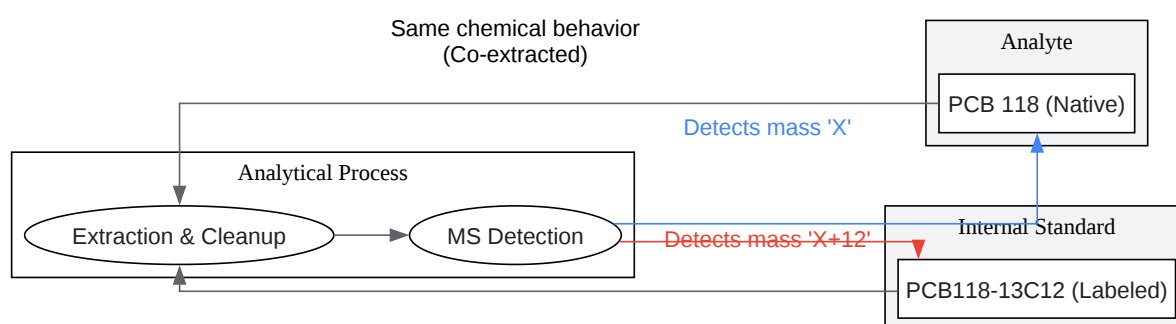 Same chemical behavior
(Co-extracted)
Analyte
PCB 118 (Native)
Detects mass 'X'
Analytical Process
Extraction & Cleanup
MS Detection
Detects mass 'X+12'
Internal Standard
PCB118-13C12 (Labeled)